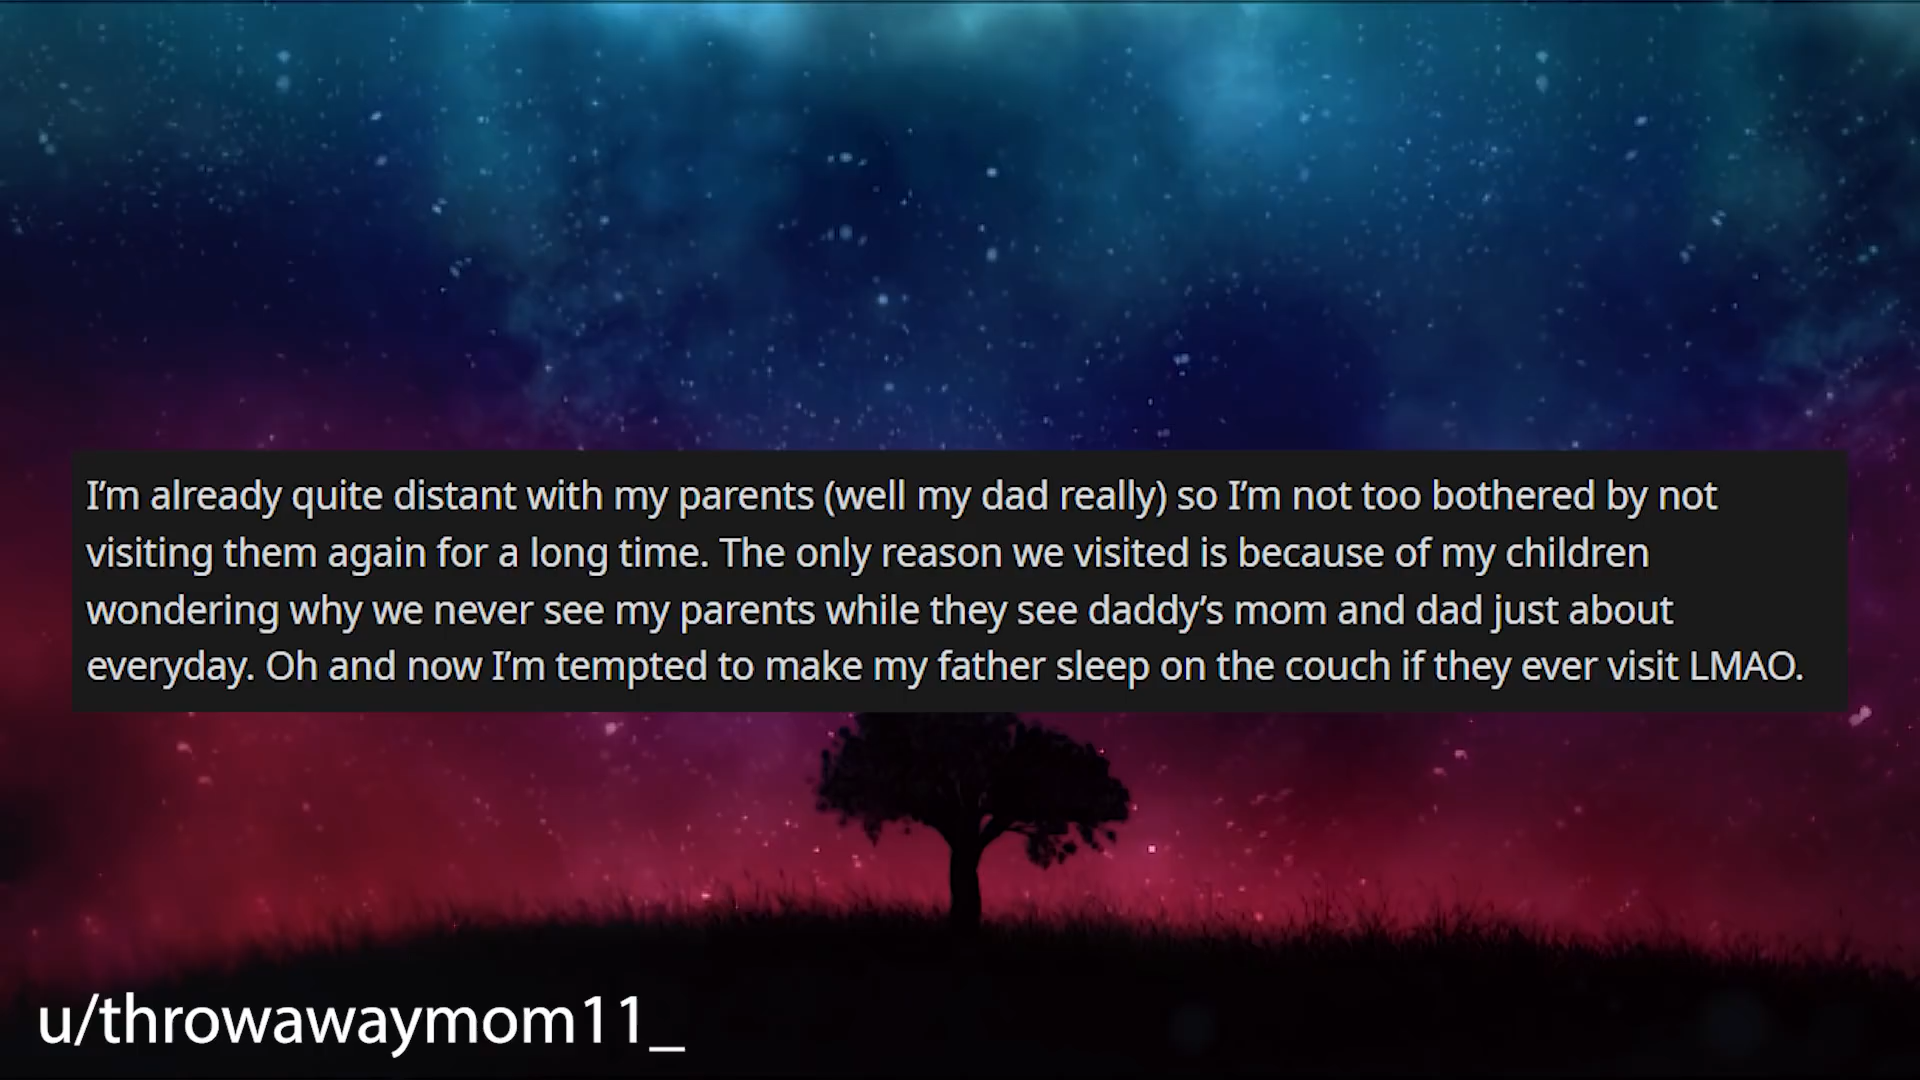 I’m already quite distant with my parents (well my dad really) so I’m not too bothered by not
visiting them again for a long time. The only reason we visited is because of my children
wondering why we never see my parents while they see daddy’s mom and dad just about
everyday. Oh and now I’m tempted to make my father sleep on the couch if they ever visit LMAO.
u/throwawaymom11_